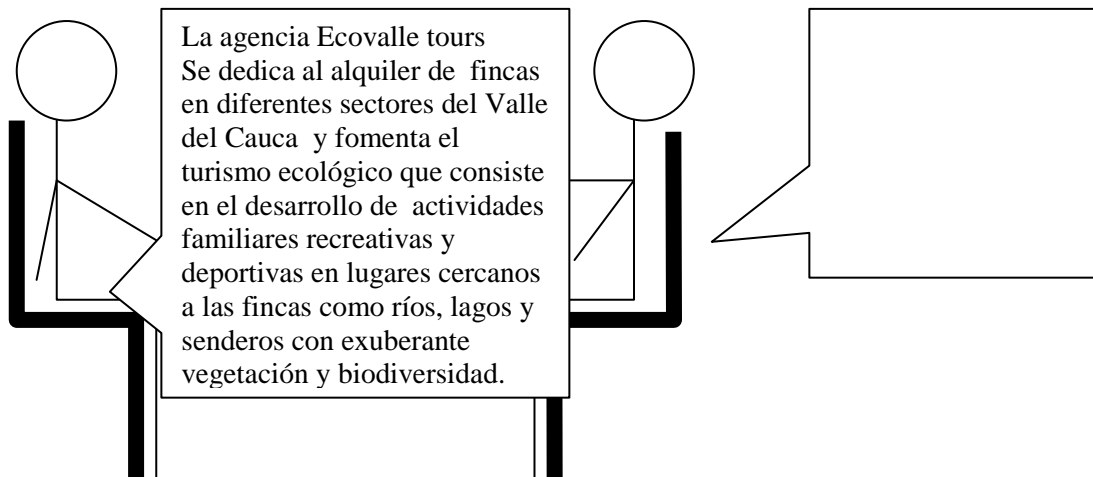 La agencia Ecovalle tours
Se dedica al alquiler de fincas
en diferentes sectores del Valle
del Cauca y fomenta el
turismo ecológico que consiste
en el desarrollo de actividades
familiares recreativas y
deportivas en lugares cercanos
a las fincas como ríos, lagos y
senderos con exuberante
vegetación y biodiversidad.